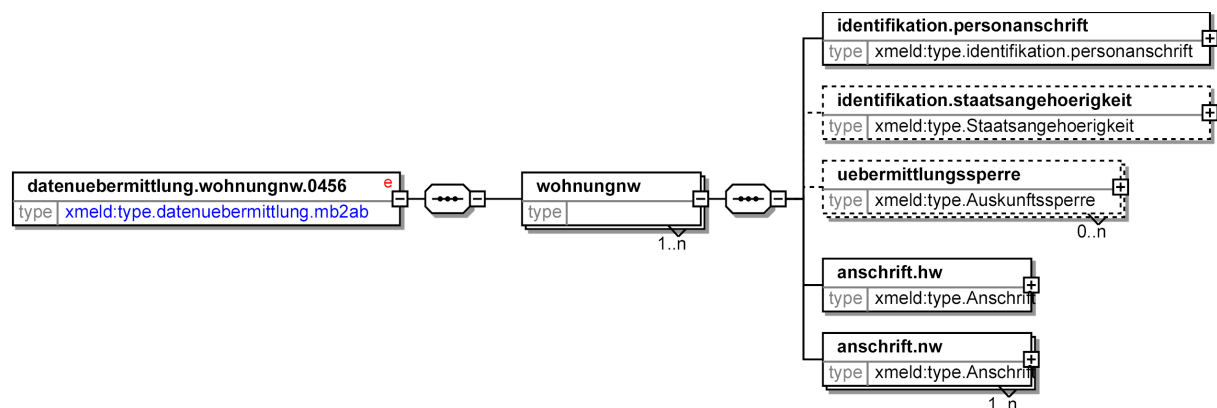 identifikation.personanschrift
type xmeld:type.identifikation.personanschrift
identifikation.staatsangehoerigkeit
type xmeld:type.Staatsangehoerigkeit
datenuebermittlung.wohnungnw.0456 e
type xmeld:type.datenuebermittlung.mb2ab
wohnungnw
type
1..n
uebermittlungssperre
type xmeld:type.Auskunftssperre
0..n
anschrift.hw
type xmeld:type.Anschrift
anschrift.nw
type xmeld:type.Anschrift
1..n